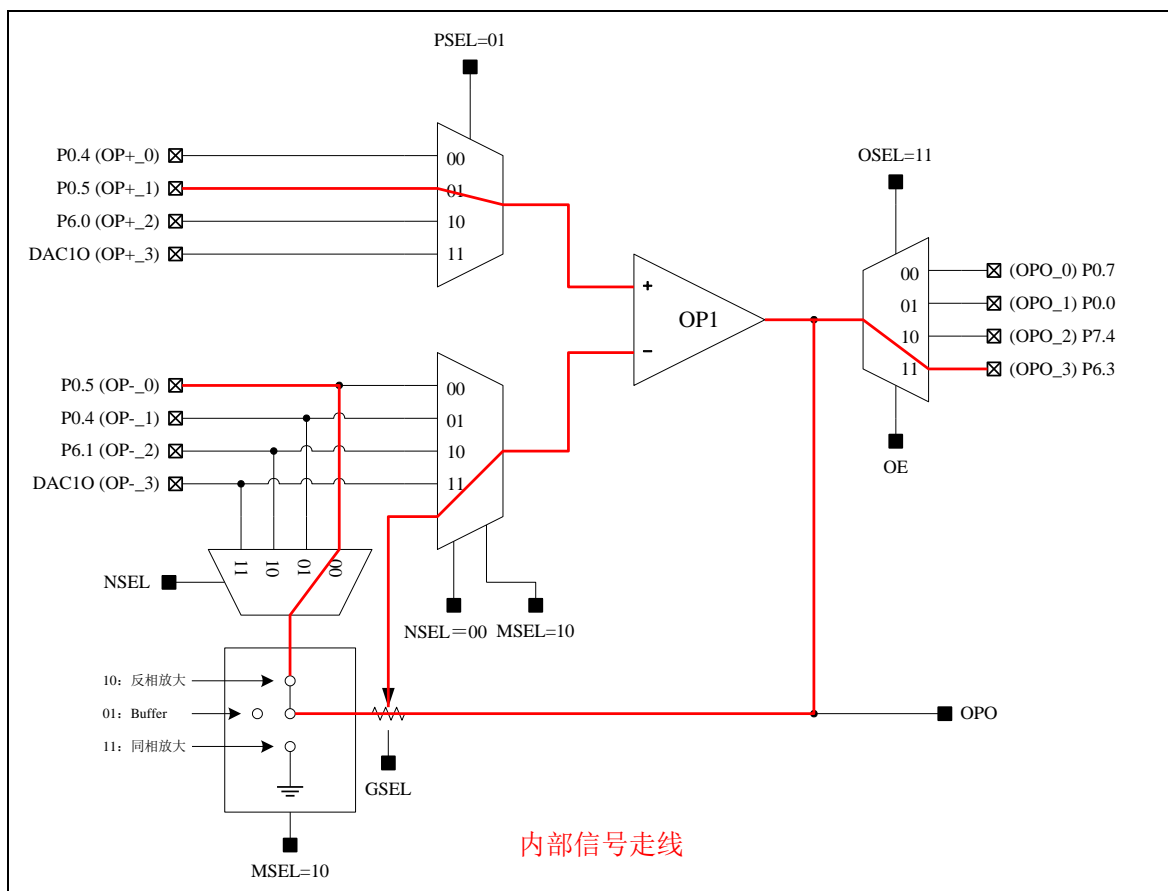 PSEL=01
P0.4 (OP+_0)
P0.5 (OP+_1)
P6.0 (OP+_2)
DAC1O (OP+_3)
00
01
10
11
OSEL=11
00
01
10
11
(OPO_0) P0.7
(OPO_1) P0.0
(OPO_2) P7.4
(OPO_3) P6.3
OE
+
OP1
−
P0.5 (OP-_0)
P0.4 (OP-_1)
P6.1 (OP-_2)
DAC1O (OP-_3)
00
01
10
11
NSEL
11
10
01
00
NSEL=00
MSEL=10
10：反相放大
01：Buffer
11：同相放大
GSEL
OPO
MSEL=10
内部信号走线